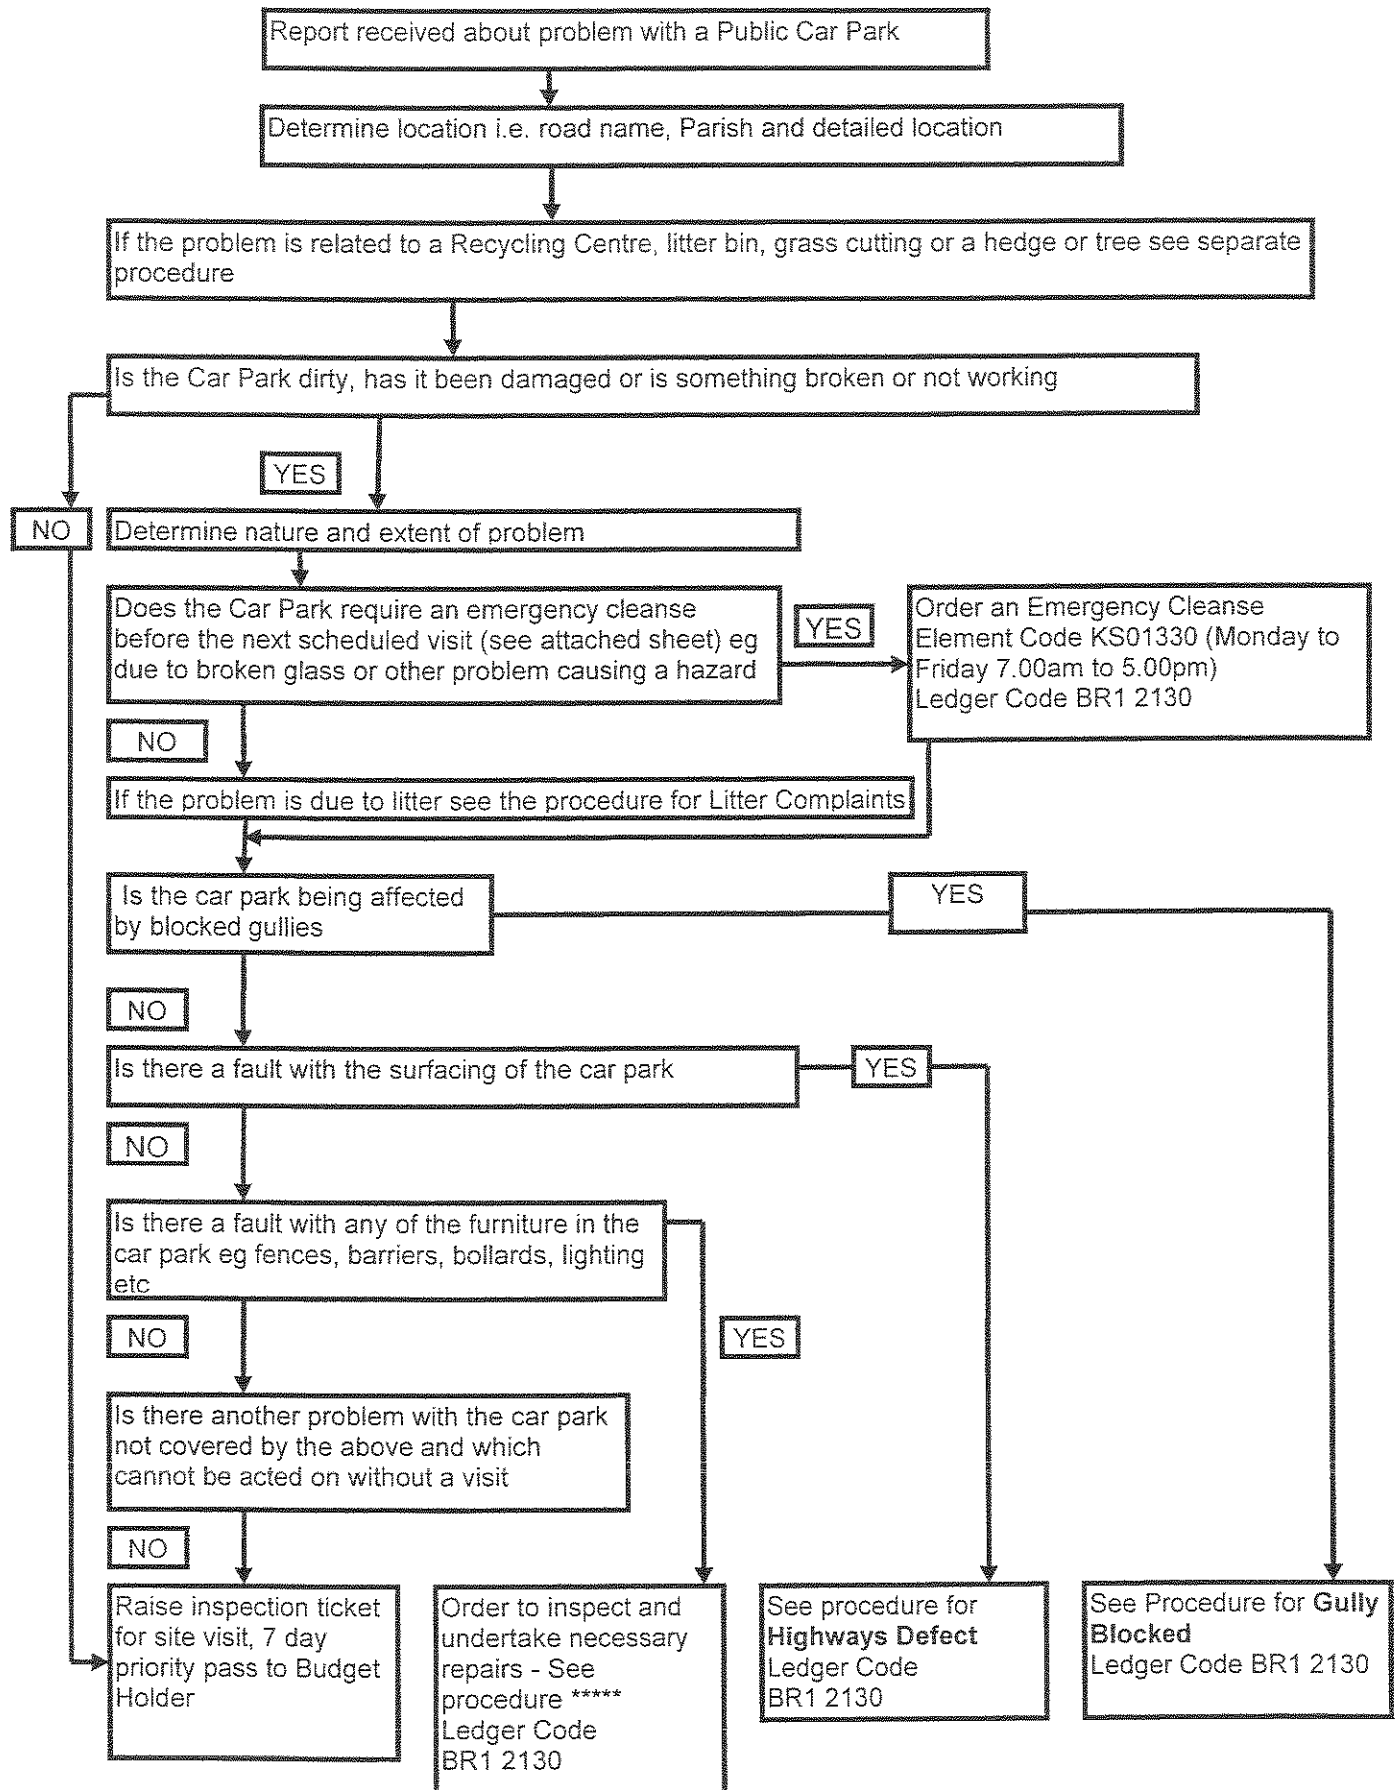 Report received about problem with a Public Car Park
Determine location i.e. road name, Parish and detailed location
If the problem is related to a Recycling Centre, litter bin, grass cutting or a hedge or tree see separate
procedure
Is the Car Park dirty, has it been damaged or is something broken or not working
YES
NO
Determine nature and extent of problem
Does the Car Park require an emergency cleanse
before the next scheduled visit (see attached sheet) eg
due to broken glass or other problem causing a hazard
YES
Order an Emergency Cleanse
Element Code KS01330 (Monday to
Friday 7.00am to 5.00pm)
Ledger Code BR1 2130
NO
If the problem is due to litter see the procedure for Litter Complaints
Is the car park being affected
by blocked gullies
YES
NO
Is there a fault with the surfacing of the car park
YES
NO
Is there a fault with any of the furniture in the
car park eg fences, barriers, bollards, lighting
etc
NO
YES
Is there another problem with the car park
not covered by the above and which
cannot be acted on without a visit
NO
Raise inspection ticket
for site visit, 7 day
priority pass to Budget
Holder
Order to inspect and
undertake necessary
repairs - See
procedure *****
Ledger Code
BR1 2130
See procedure for
Highways Defect
Ledger Code
BR1 2130
See Procedure for Gully
Blocked
Ledger Code BR1 2130